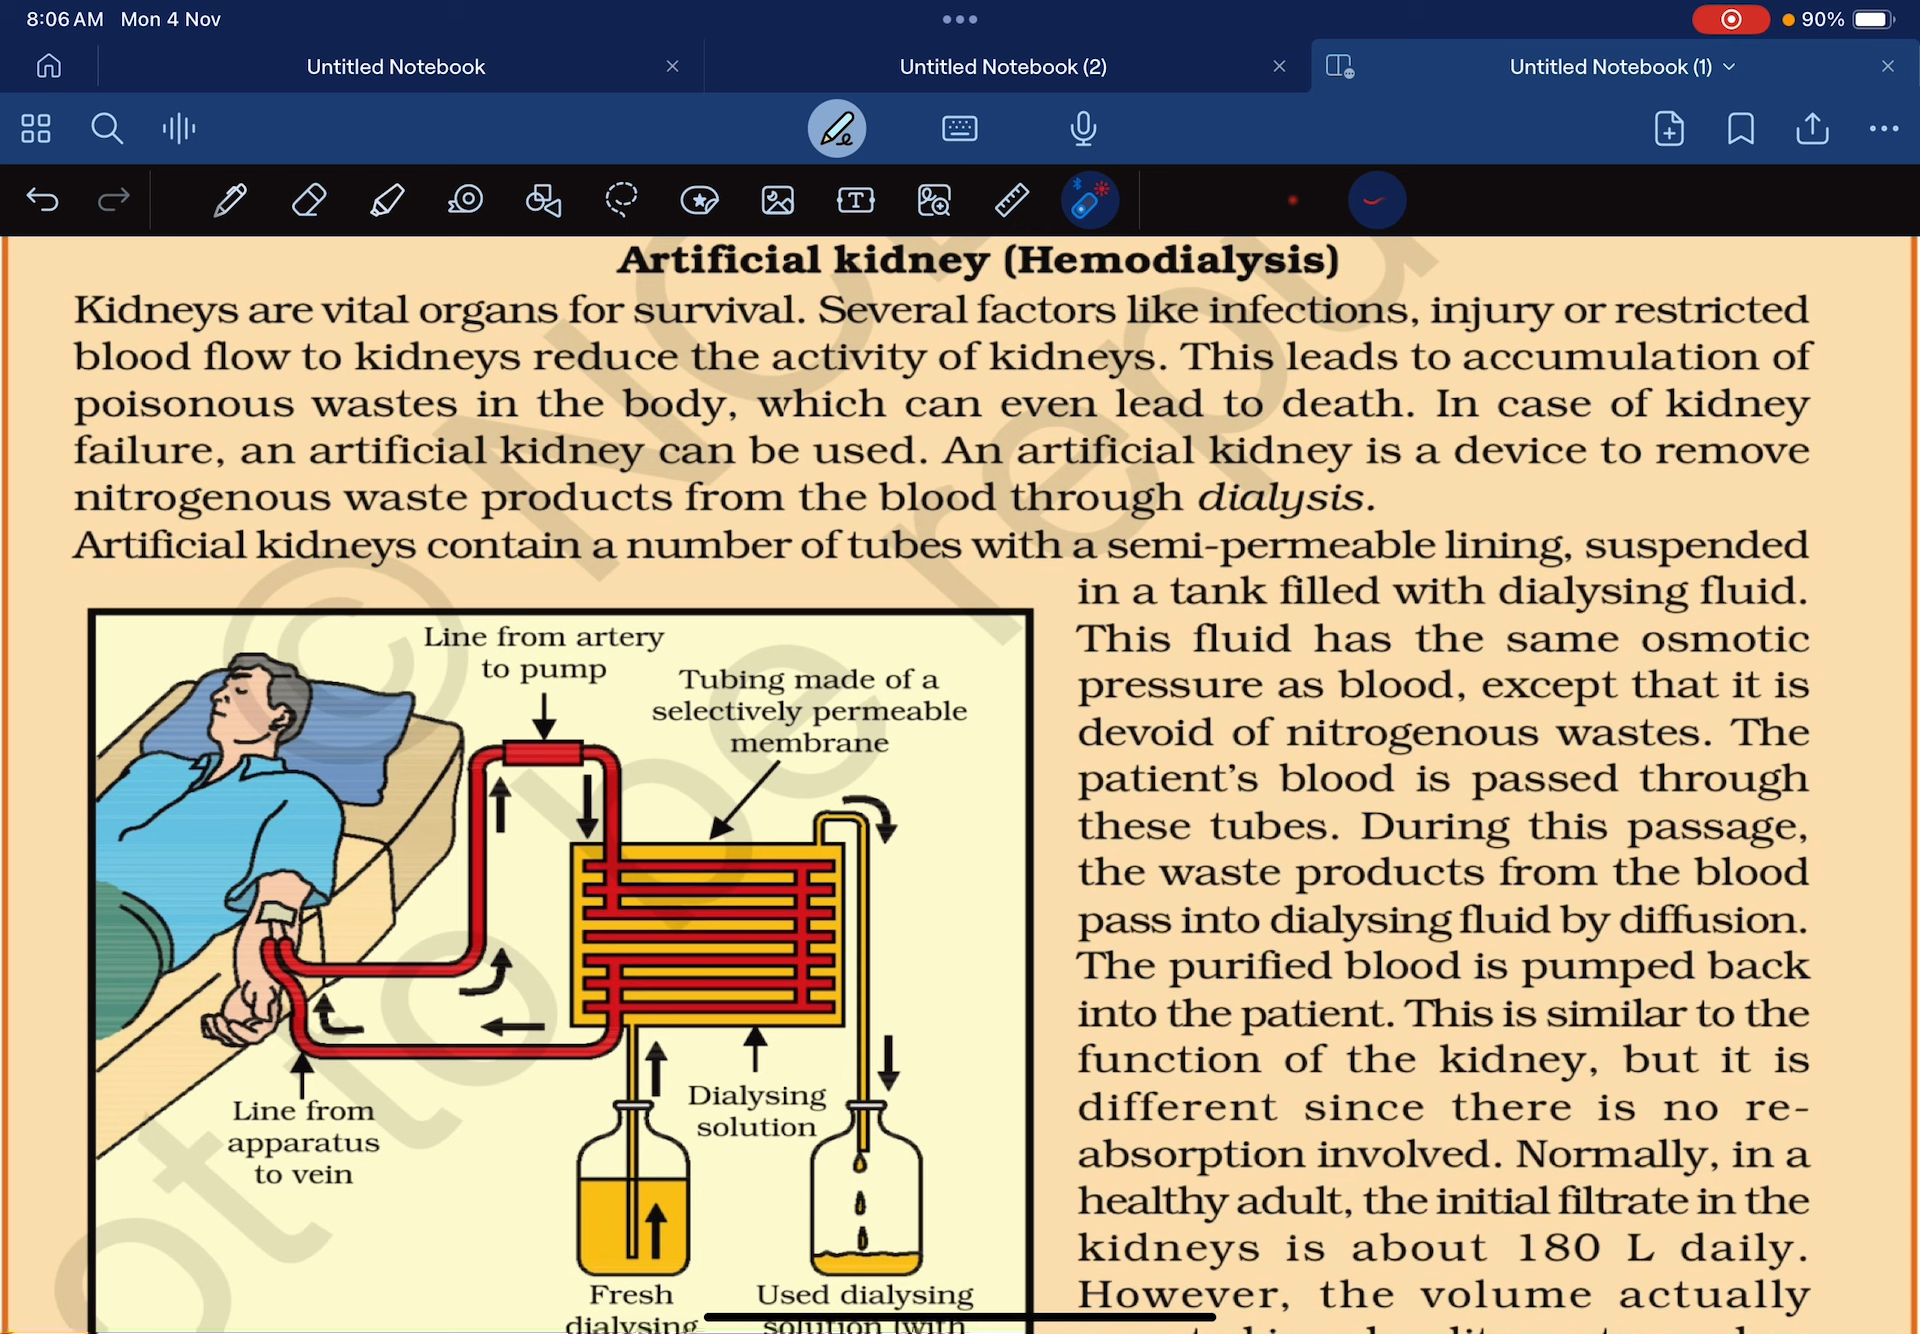 8:06 AM Mon 4 Nov
90%
Untitled Notebook
Untitled Notebook (2)
Untitled Notebook (1)
Artificial kidney (Hemodialysis)
Kidneys are vital organs for survival. Several factors like infections, injury or restricted
blood flow to kidneys reduce the activity of kidneys. This leads to accumulation of
poisonous wastes in the body, which can even lead to death. In case of kidney
failure, an artificial kidney can be used. An artificial kidney is a device to remove
nitrogenous waste products from the blood through dialysis.
Artificial kidneys contain a number of tubes with a semi-permeable lining, suspended
in a tank filled with dialysing fluid.
This fluid has the same osmotic
pressure as blood, except that it is
devoid of nitrogenous wastes. The
patient's blood is passed through
these tubes. During this passage,
the waste products from the blood
pass into dialysing fluid by diffusion.
The purified blood is pumped back
into the patient. This is similar to the
function of the kidney, but it is
different since there is no re-
absorption involved. Normally, in a
healthy adult, the initial filtrate in the
kidneys is about 180 L daily.
However, the volume actually
Line from artery
to pump
Tubing made of a
selectively permeable
membrane
Line from
apparatus
to vein
Dialysing
solution
Fresh
dialysing
Used dialysing
solution (with